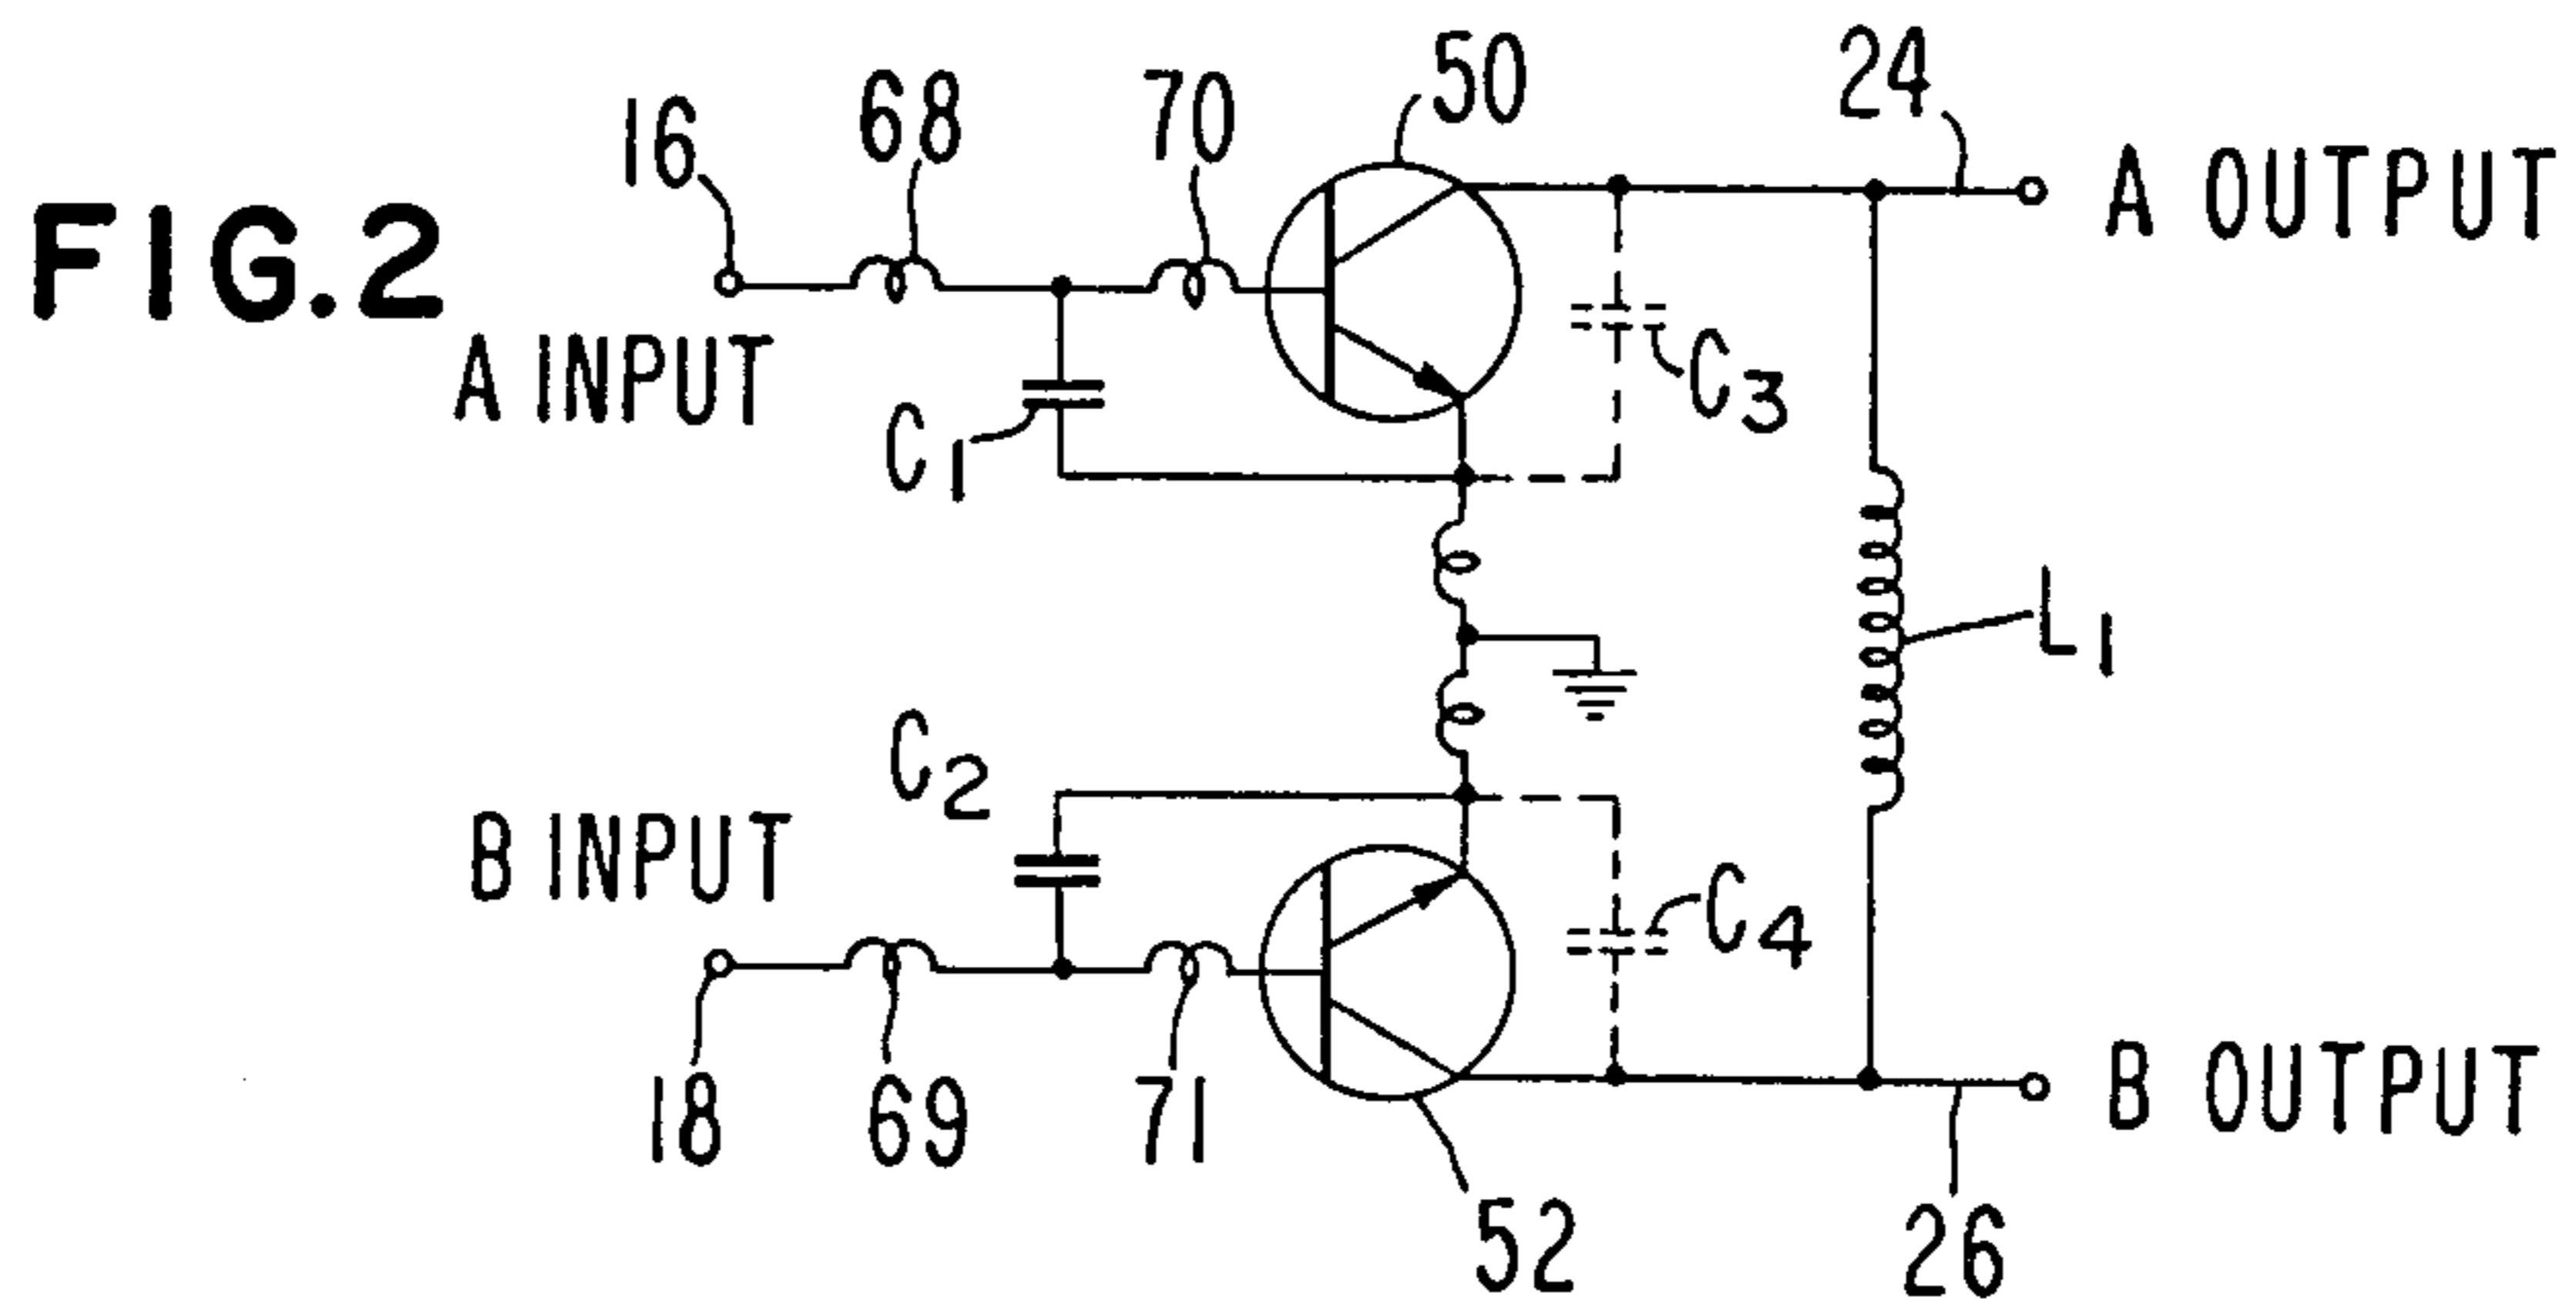 FIG.2
16
68
70
50
24
A OUTPUT
A INPUT
C1
C3
L1
C2
B INPUT
C4
18
69
71
52
26
B OUTPUT